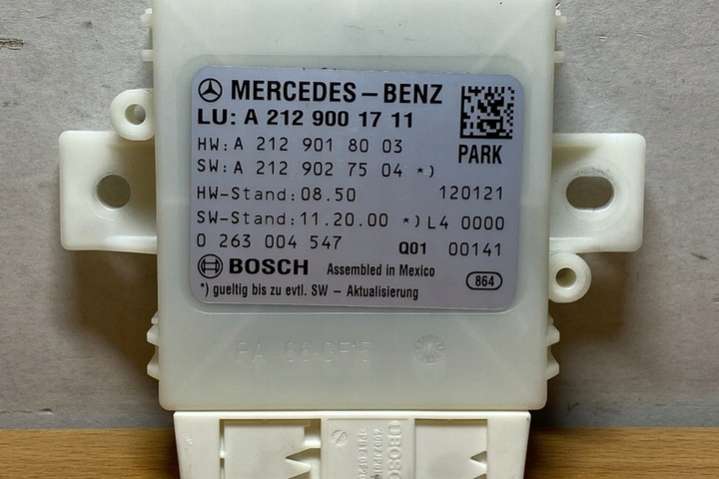 MERCEDES-BENZ
LU: A 212 900 17 11
HW: A 212 901 80 03
PARK
SW: A 212 902 75 04 *)
HW-Stand: 08.50 120121
SW-Stand: 11.20.00 *) L4 0000
0 263 004 547 Q01 00141
BOSCH Assembled in Mexico
*) gueltig bis zu evtl. SW - Aktualisierung 864